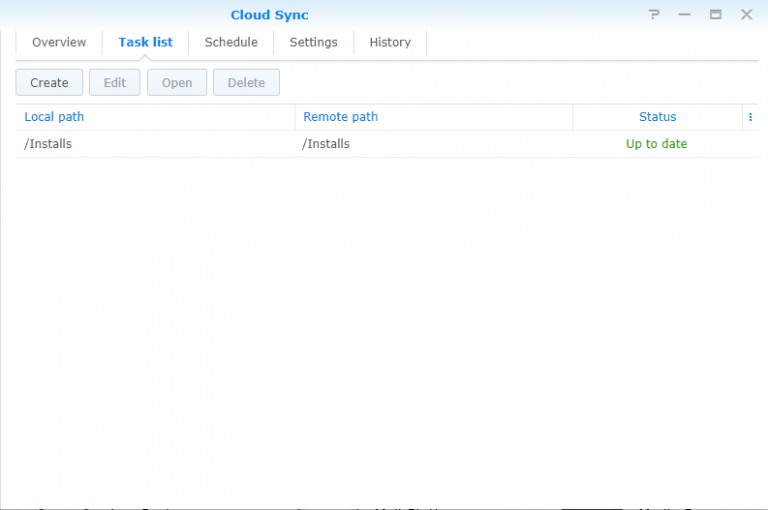 Cloud Sync ?
Overview Task list Schedule Settings History
Create Edit Open Delete
Local path Remote path Status
/Installs /Installs Up to date